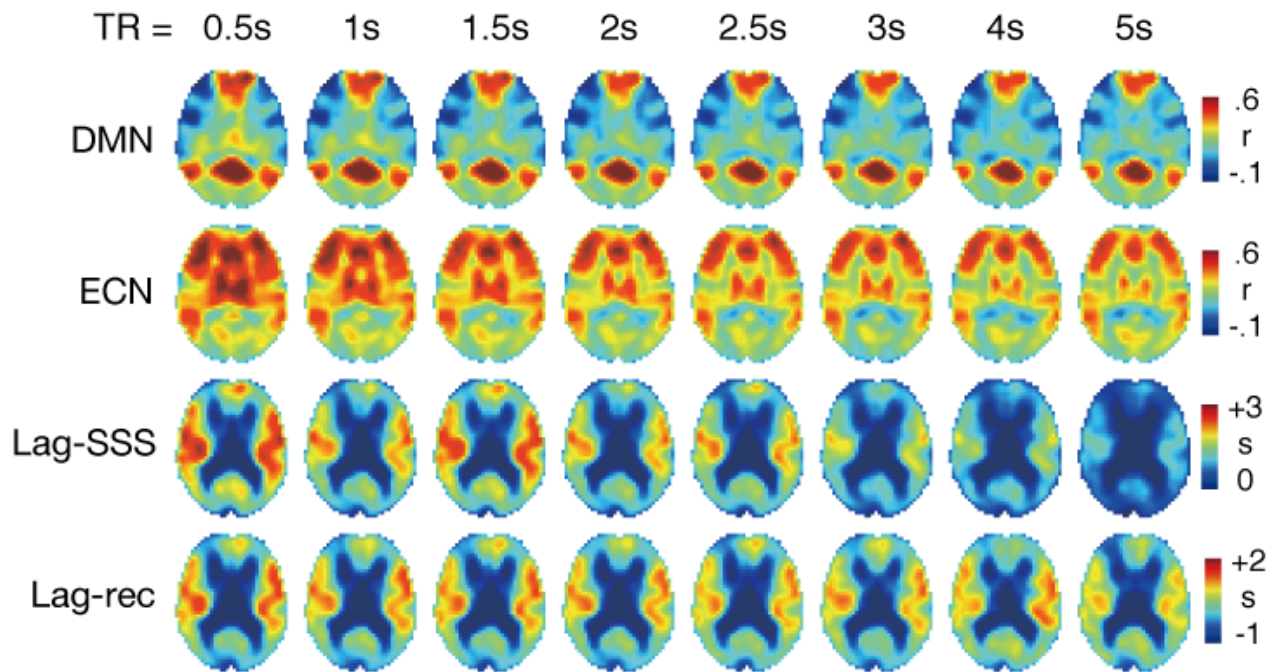 TR = 0.5s 1s 1.5s 2s 2.5s 3s 4s 5s
DMN
.6
r
-.1
ECN
.6
r
-.1
Lag-SSS
+3
s
0
Lag-rec
+2
s
-1